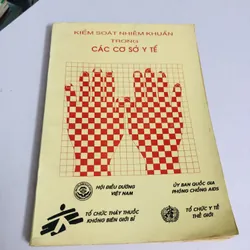 KIỂM SOÁT NHIỄM KHUẨN
TRONG
CÁC CƠ SỞ Y TẾ
HỘI ĐIỀU DƯỠNG
VIỆT NAM
ỦY BAN QUỐC GIA
PHÒNG CHỐNG AIDS
TỔ CHỨC THẦY THUỐC
KHÔNG BIÊN GIỚI BỈ
TỔ CHỨC Y TẾ
THẾ GIỚI